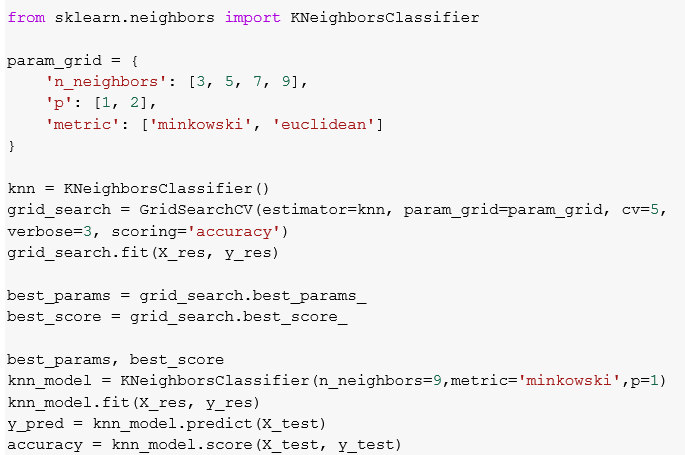 from sklearn.neighbors import KNeighborsClassifier

param_grid = {
    'n_neighbors': [3, 5, 7, 9],
    'p': [1, 2],
    'metric': ['minkowski', 'euclidean']
}

knn = KNeighborsClassifier()
grid_search = GridSearchCV(estimator=knn, param_grid=param_grid, cv=5,
verbose=3, scoring='accuracy')
grid_search.fit(X_res, y_res)

best_params = grid_search.best_params_
best_score = grid_search.best_score_

best_params, best_score
knn_model = KNeighborsClassifier(n_neighbors=9,metric='minkowski',p=1)
knn_model.fit(X_res, y_res)
y_pred = knn_model.predict(X_test)
accuracy = knn_model.score(X_test, y_test)